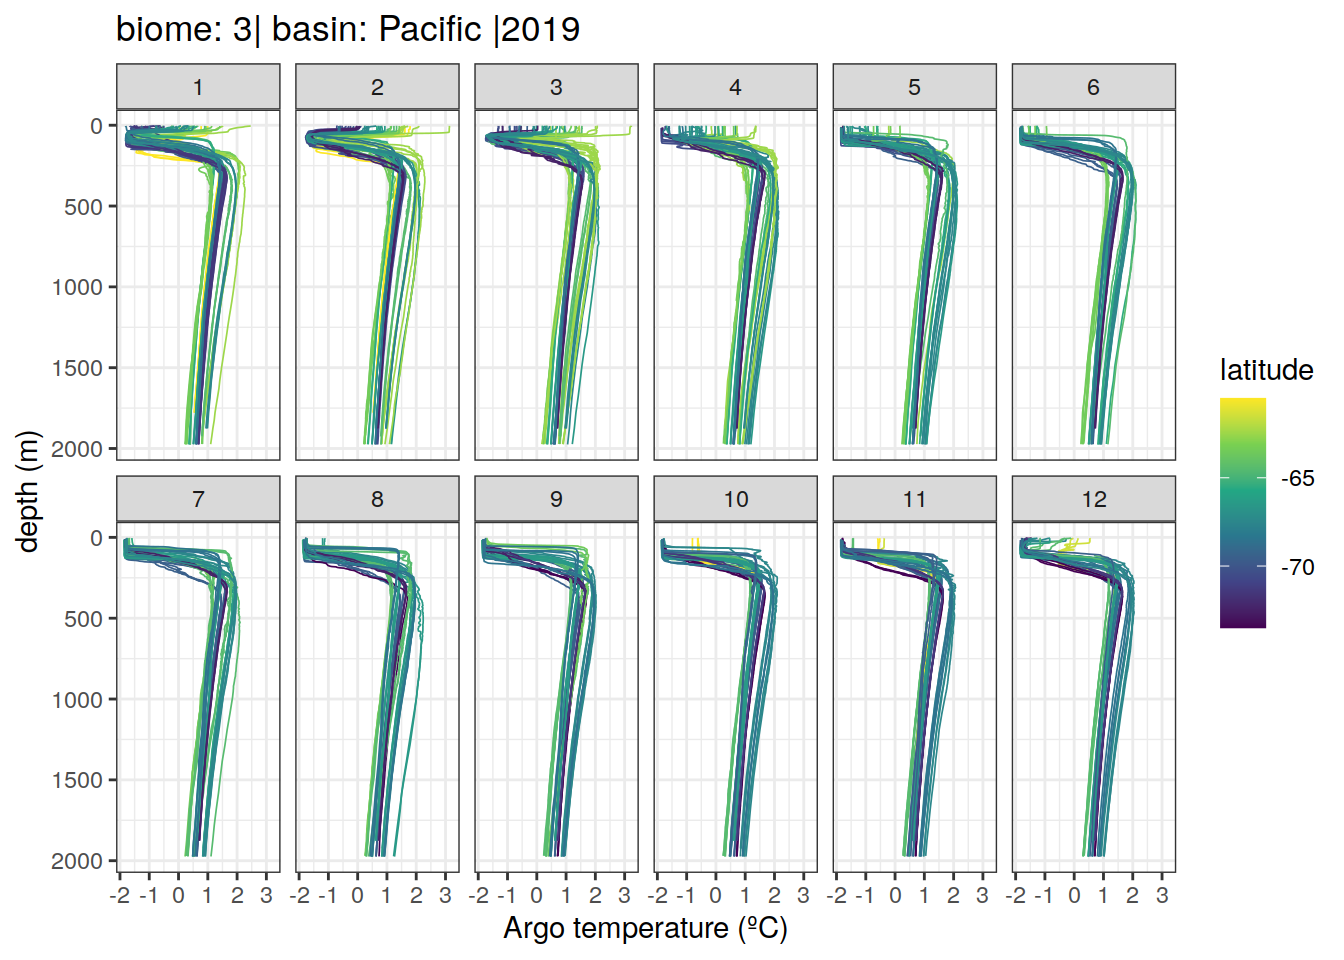 biome: 3| basin: Pacific |2019
1 2 3 4 5 6
0
500
1000
1500
2000
7 8 9 10 11 12
0
500
1000
1500
2000
-2 -1 0 1 2 3 -2 -1 0 1 2 3 -2 -1 0 1 2 3 -2 -1 0 1 2 3 -2 -1 0 1 2 3 -2 -1 0 1 2 3
Argo temperature (ºC)
depth (m)
latitude
-65
-70